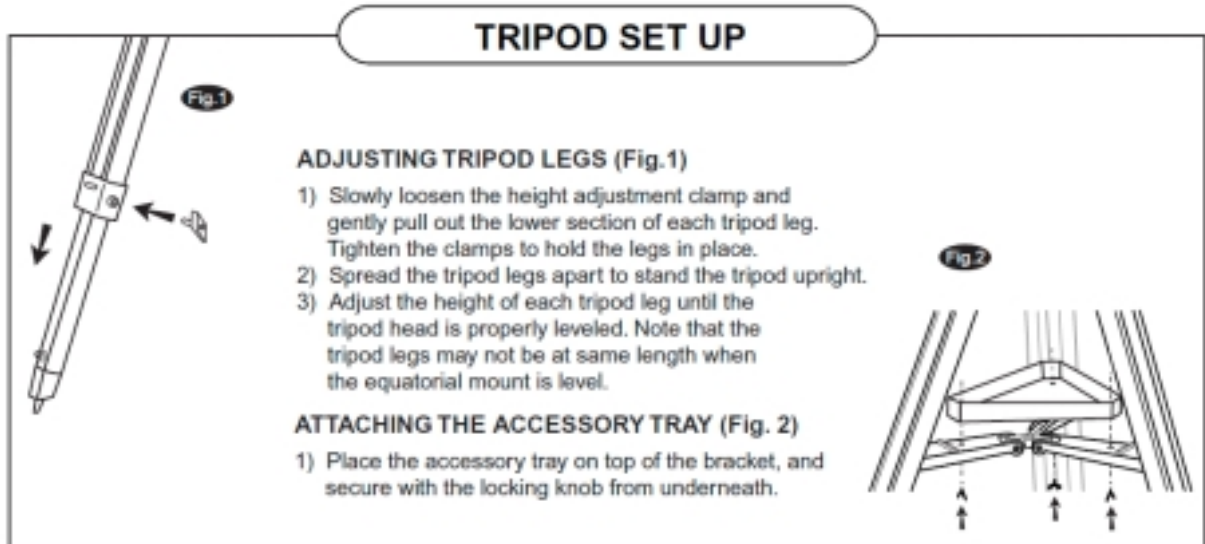 TRIPOD SET UP
Fig.1
ADJUSTING TRIPOD LEGS (Fig.1)
1) Slowly loosen the height adjustment clamp and
gently pull out the lower section of each tripod leg.
Tighten the clamps to hold the legs in place.
2) Spread the tripod legs apart to stand the tripod upright.
3) Adjust the height of each tripod leg until the
tripod head is properly leveled. Note that the
tripod legs may not be at same length when
the equatorial mount is level.
Fig.2
ATTACHING THE ACCESSORY TRAY (Fig. 2)
1) Place the accessory tray on top of the bracket, and
secure with the locking knob from underneath.